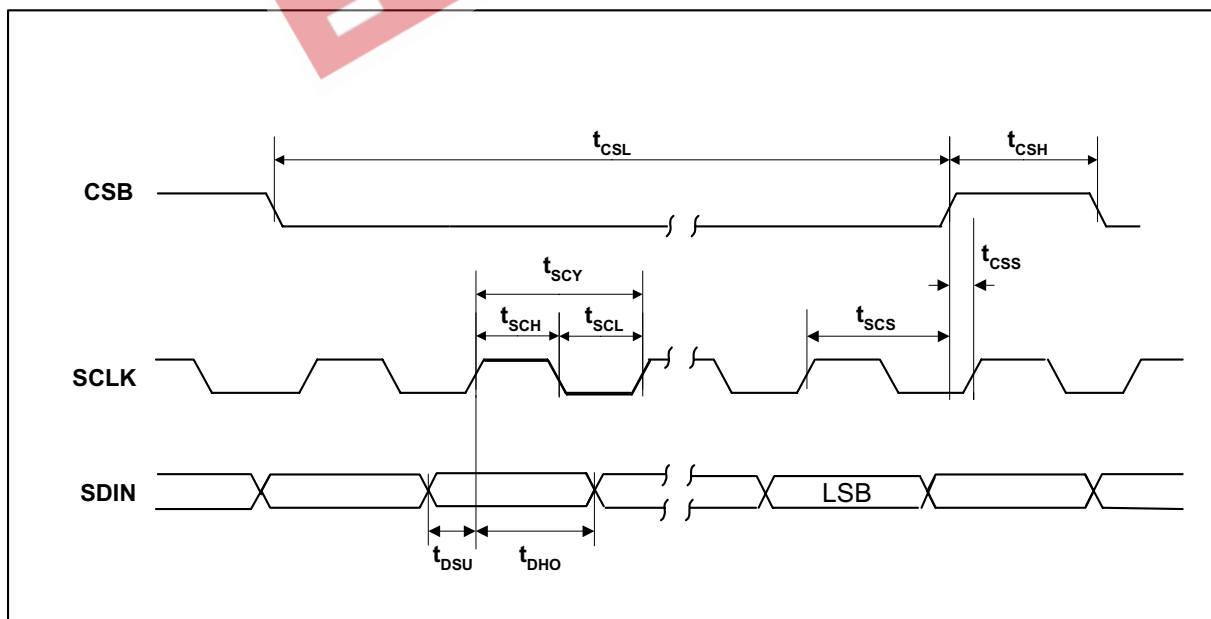 tCSL
tCSH
CSB
tCSS
tSCY
tSCH
tSCL
tSCS
SCLK
SDIN
LSB
tDSU
tDHO